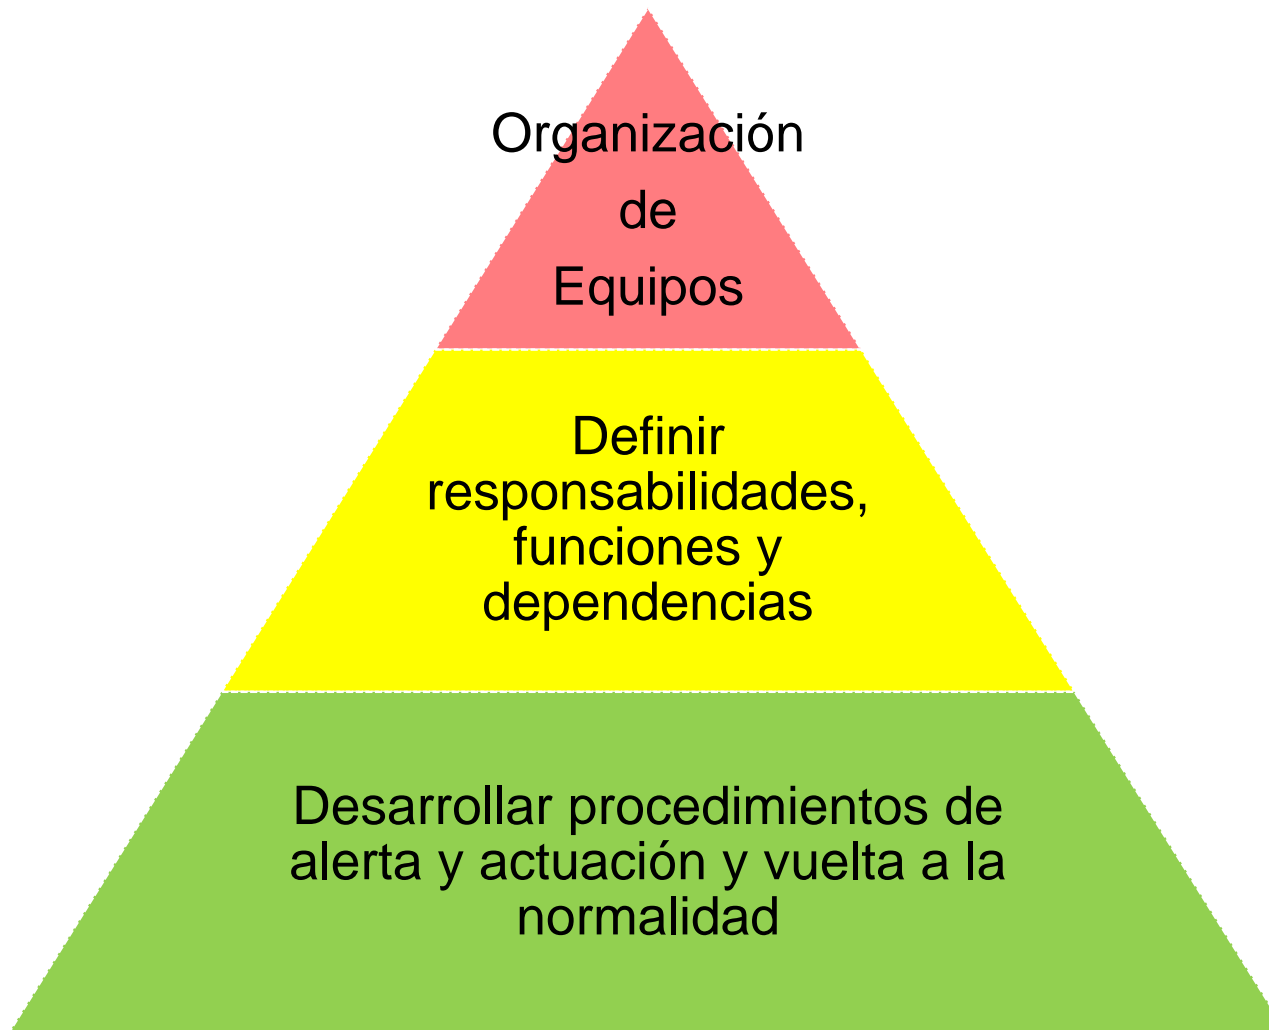 Organización
de
Equipos
Definir
responsabilidades,
funciones y
dependencias
Desarrollar procedimientos de
alerta y actuación y vuelta a la
normalidad